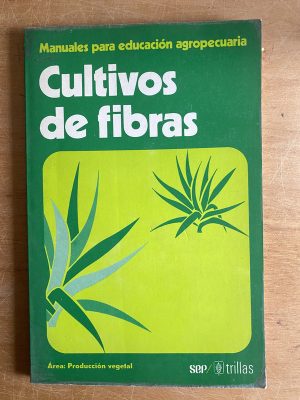 Manuales para educación agropecuaria
Cultivos
de fibras
Área: Producción vegetal
sep/ trillas